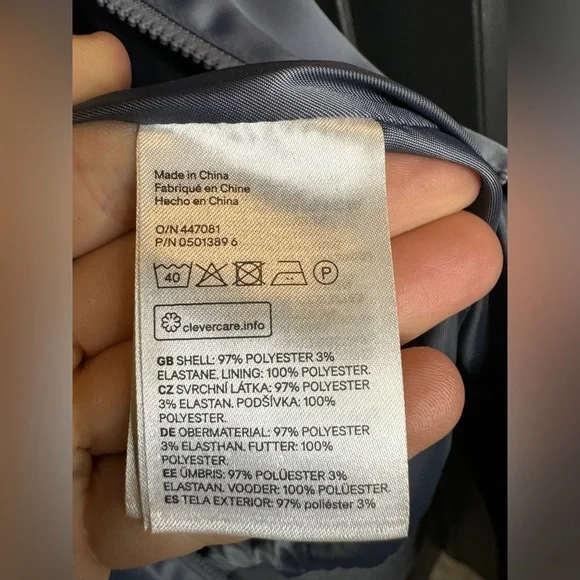 Made in China
Fabriqué en Chine
Hecho en China
O/N 447081
P/N 0501389 6
40
P
clevercare.info
GB SHELL: 97% POLYESTER 3%
ELASTANE. LINING: 100% POLYESTER.
CZ SVRCHNÍ LÁTKA: 97% POLYESTER
3% ELASTAN. PODŠÍVKA: 100%
POLYESTER.
DE OBERMATERIAL: 97% POLYESTER
3% ELASTHAN. FUTTER: 100%
POLYESTER.
EE ÜMBRIS: 97% POLÜESTER 3%
ELASTAAN. VOODER: 100% POLÜESTER.
ES TELA EXTERIOR: 97% poliéster 3%